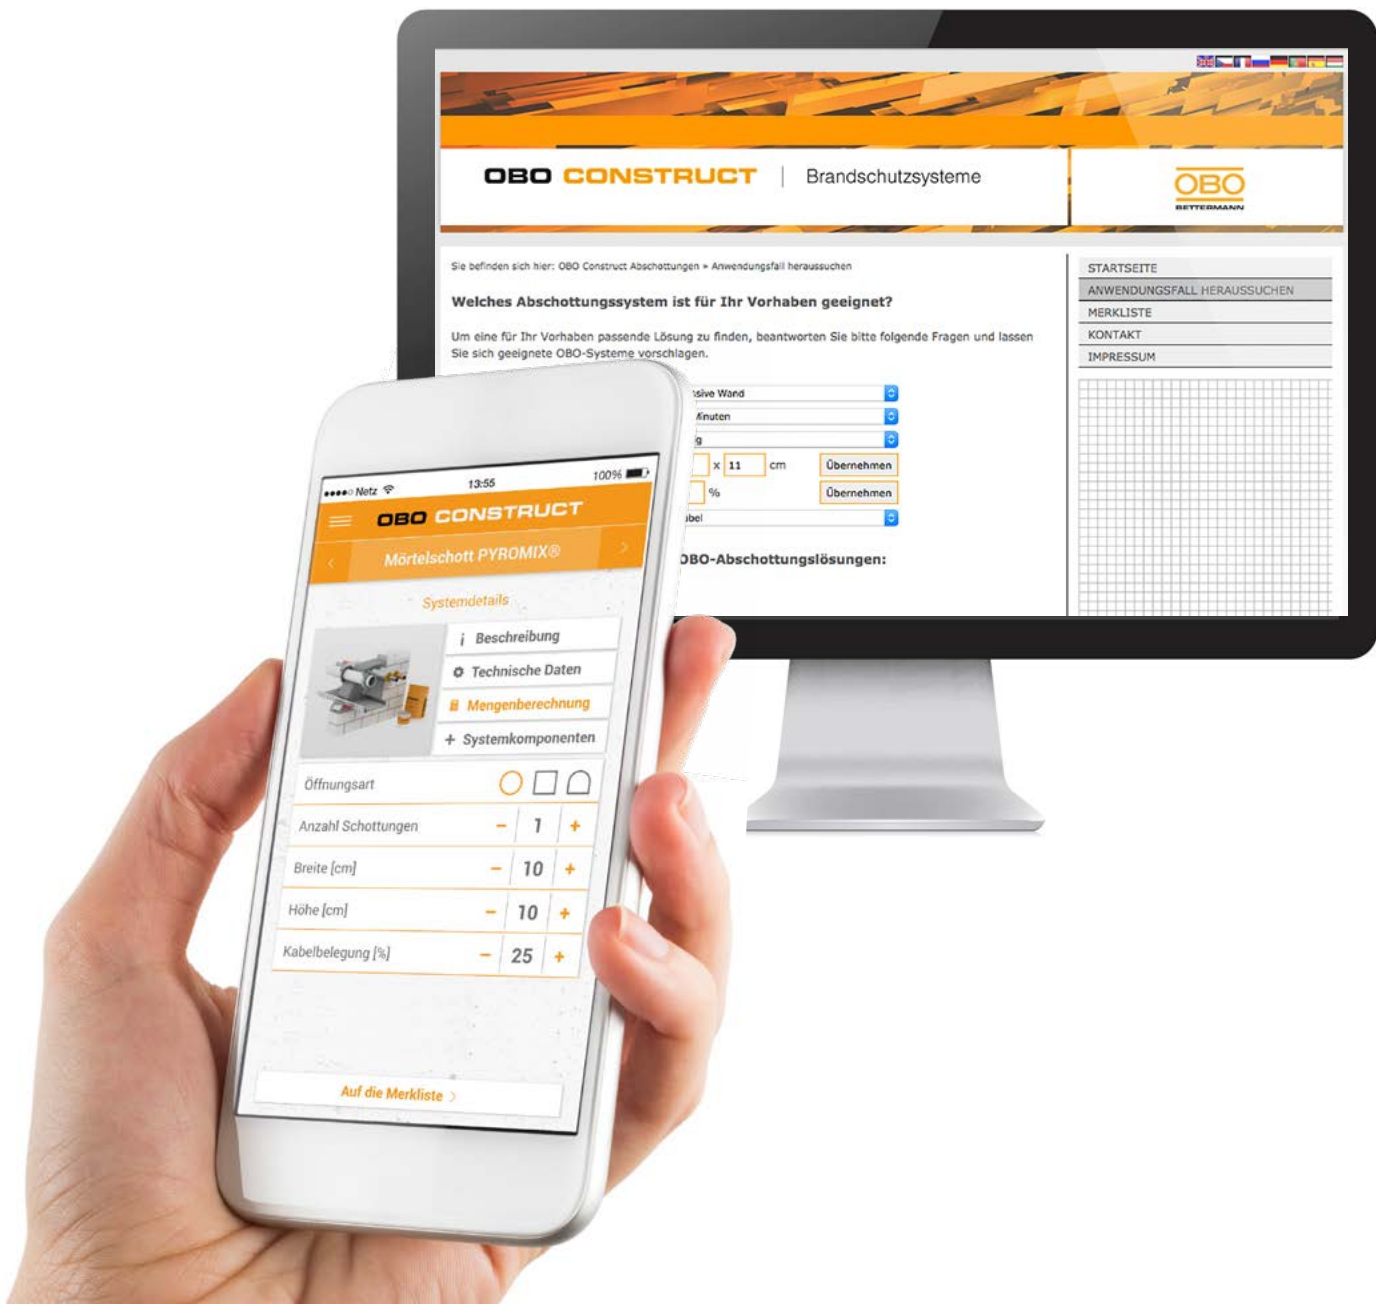 OBO CONSTRUCT | Brandschutzsysteme
OBO
BETTERMANN
Sie befinden sich hier: OBO Construct Abschottungen » Anwendungsfall heraussuchen
Welches Abschottungssystem ist für Ihr Vorhaben geeignet?
Um eine für Ihr Vorhaben passende Lösung zu finden, beantworten Sie bitte folgende Fragen und lassen
Sie sich geeignete OBO-Systeme vorschlagen.
Wand
x 11 cm Übernehmen
% Übernehmen
OBO-Abschottungslösungen:
STARTSEITE
ANWENDUNGSFALL HERAUSSUCHEN
MERKLISTE
KONTAKT
IMPRESSUM
Netz 13:55 100%
OBO CONSTRUCT
‹ Mörtelschott PYROMIX® ›
Systemdetails
i Beschreibung
Technische Daten
Mengenberechnung
+ Systemkomponenten
Öffnungsart
Anzahl Schottungen − 1 +
Breite [cm] − 10 +
Höhe [cm] − 10 +
Kabelbelegung [%] − 25 +
Auf die Merkliste ›